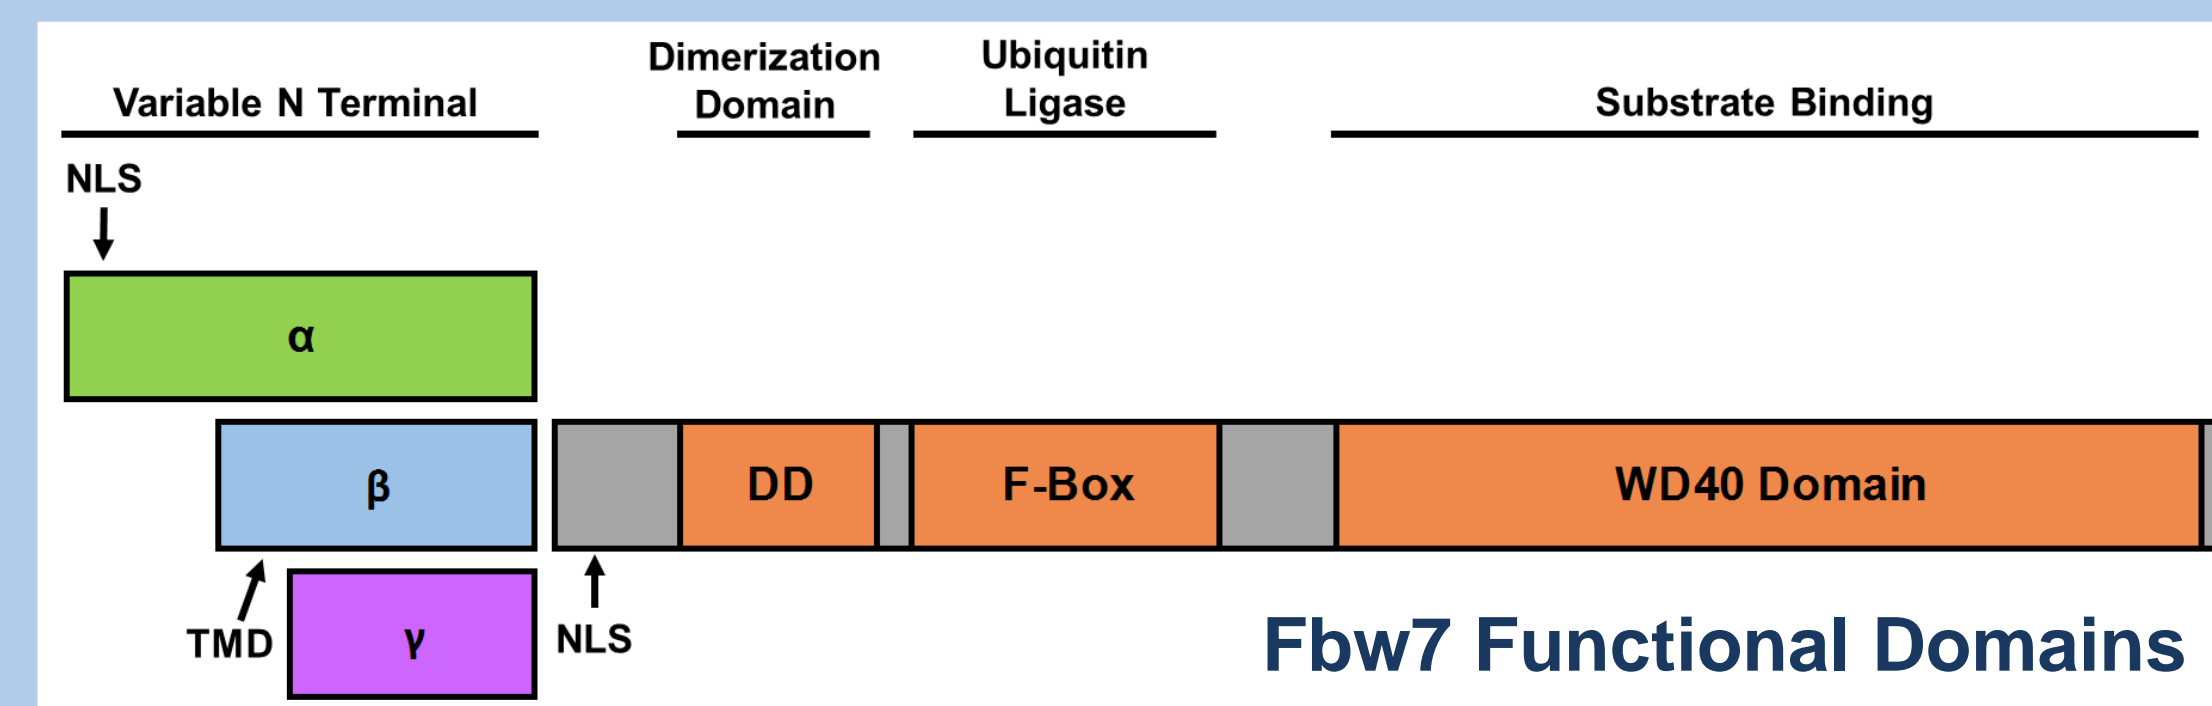 Variable N Terminal
Dimerization
Domain
Ubiquitin
Ligase
Substrate Binding
NLS
α
β
DD
F-Box
WD40 Domain
TMD
γ
NLS
Fbw7 Functional Domains